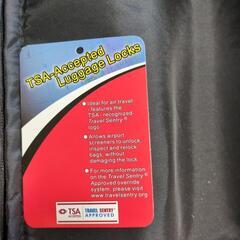 TSA-Accepted
Luggage Locks
• Ideal for air travel
features the
TSA- recognized
Travel Sentry®
logo
• Allows airport
screeners to unlock,
inspect and relock
bags, without
damaging the lock.
• For more information
on the Travel Sentry®
Approved override
system, please visit
www.travelsentry.org
TSA
ACCEPTED
TRAVEL SENTRY
APPROVED